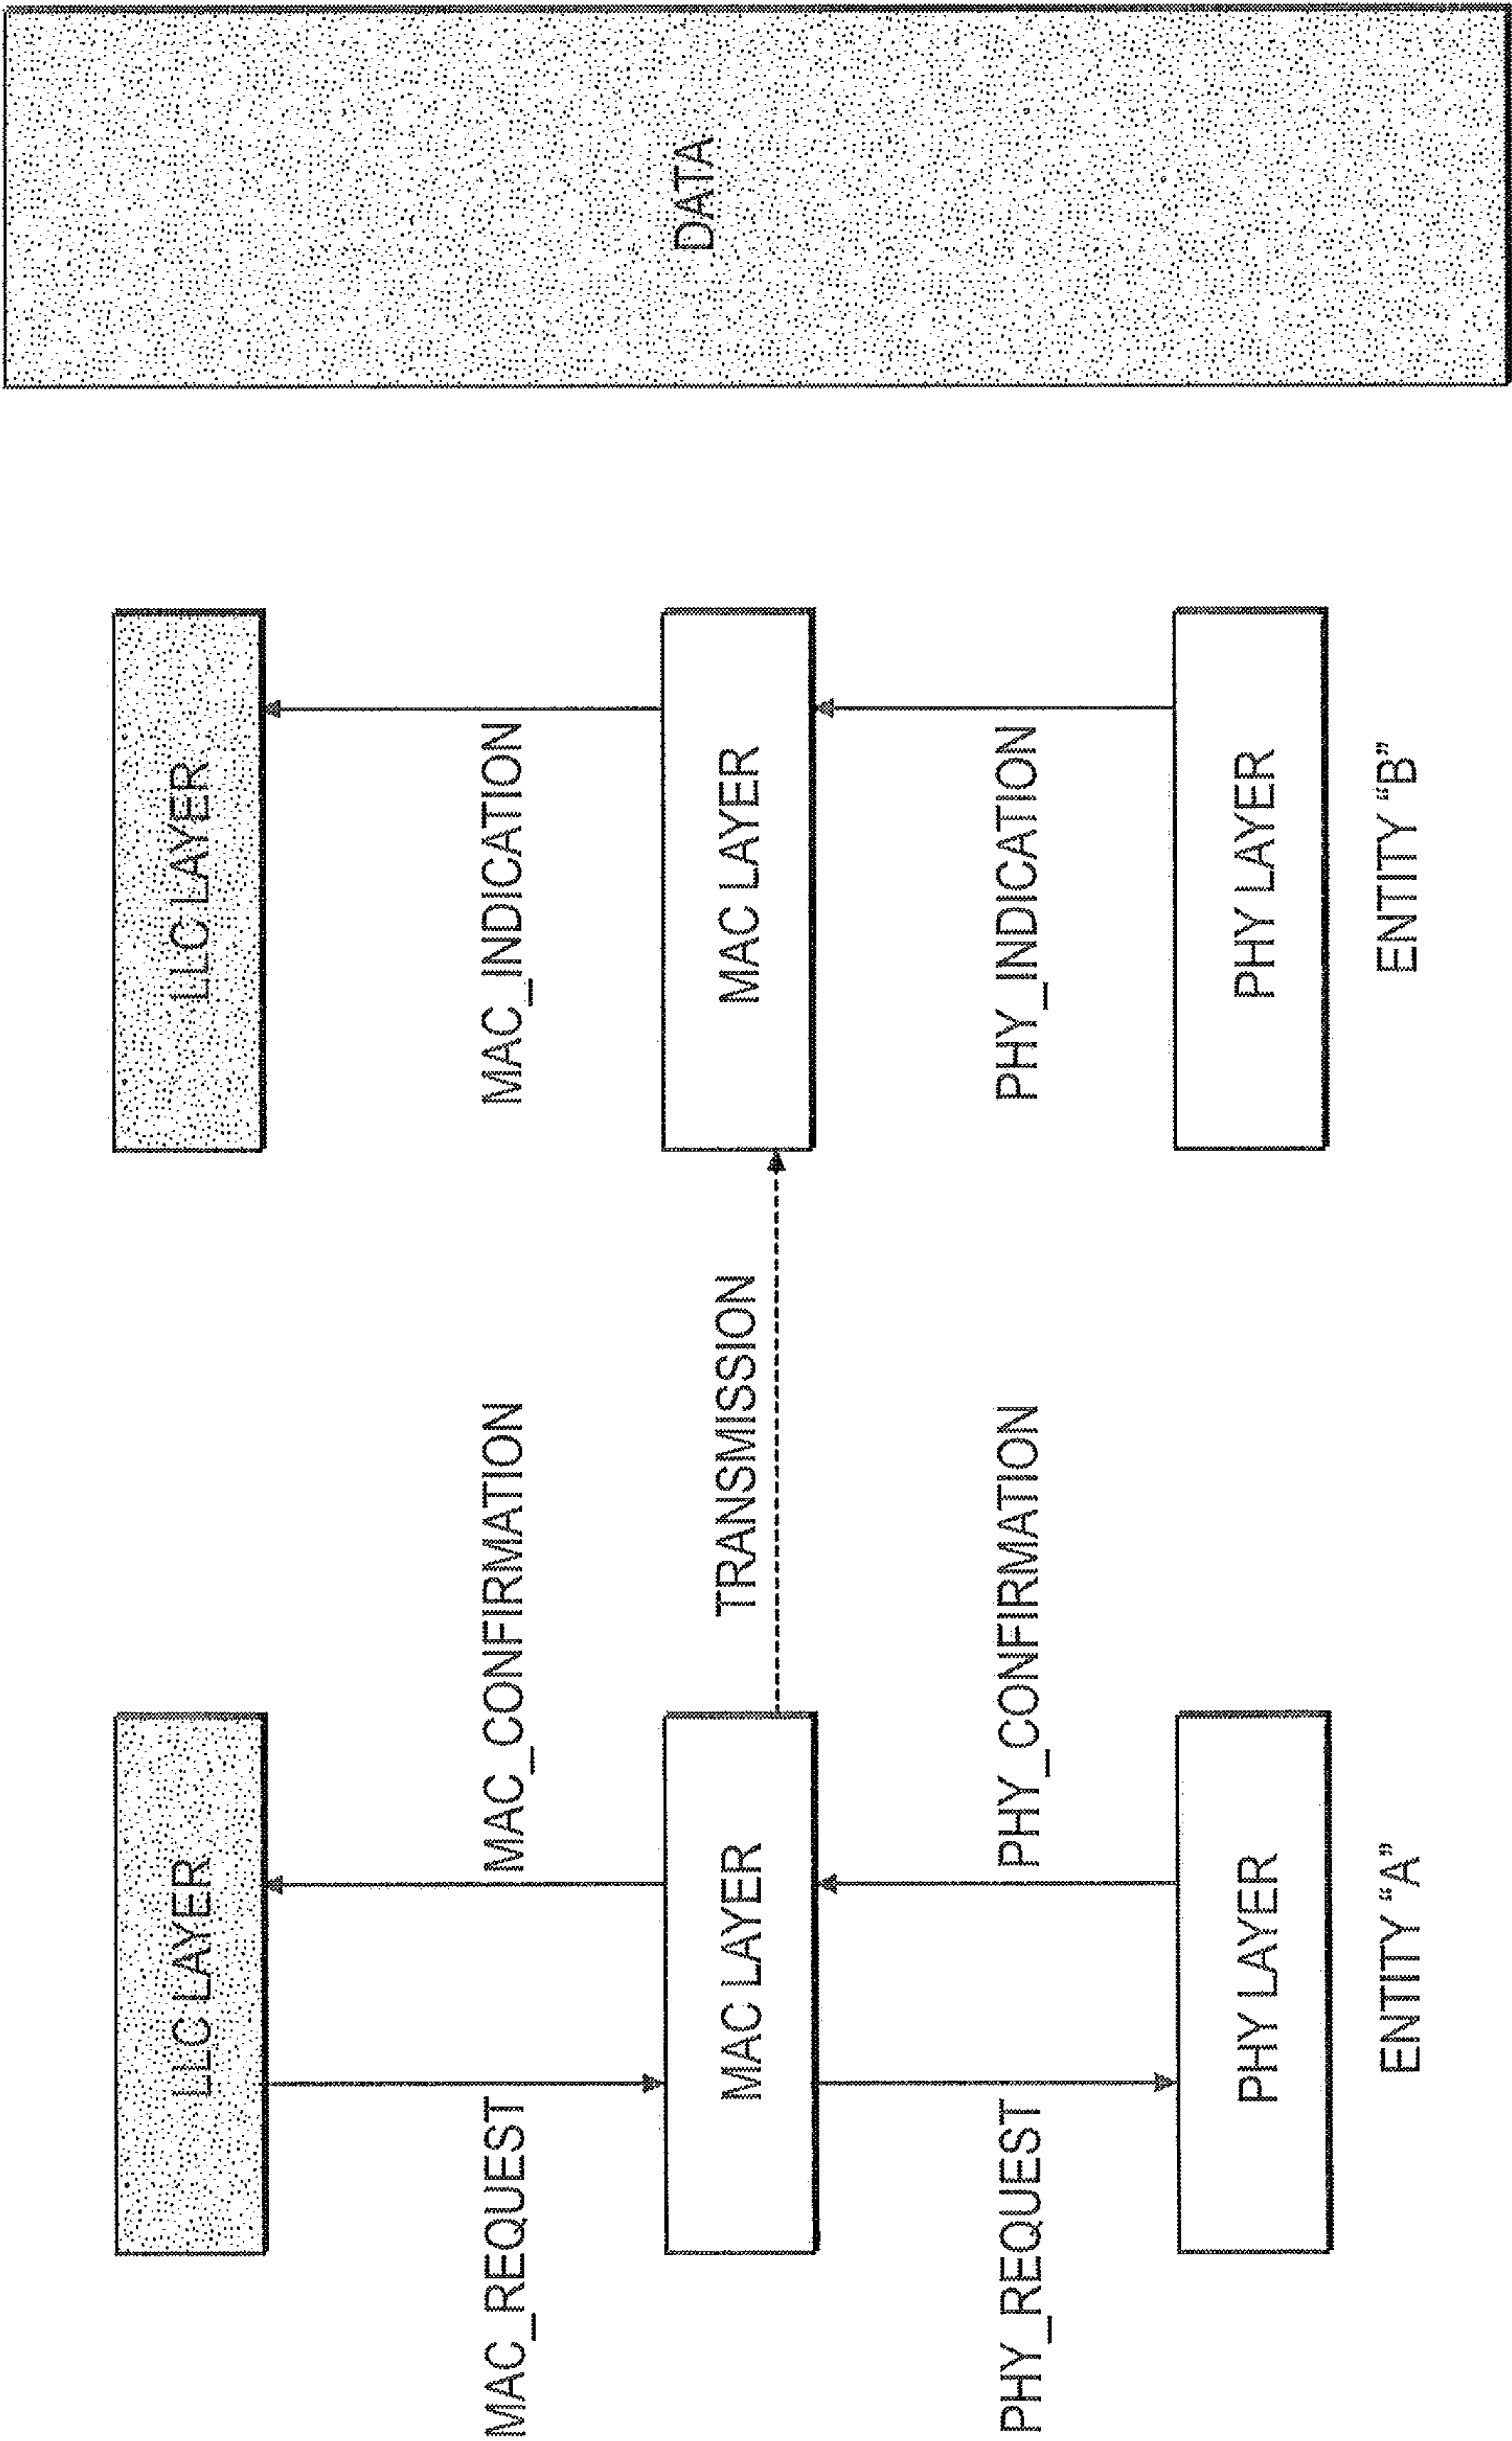 LLC LAYER
LLC LAYER
MAC_REQUEST
MAC_CONFIRMATION
MAC_INDICATION
MAC LAYER
TRANSMISSION
MAC LAYER
DATA
PHY_REQUEST
PHY_CONFIRMATION
PHY_INDICATION
PHY LAYER
PHY LAYER
ENTITY “A”
ENTITY “B”